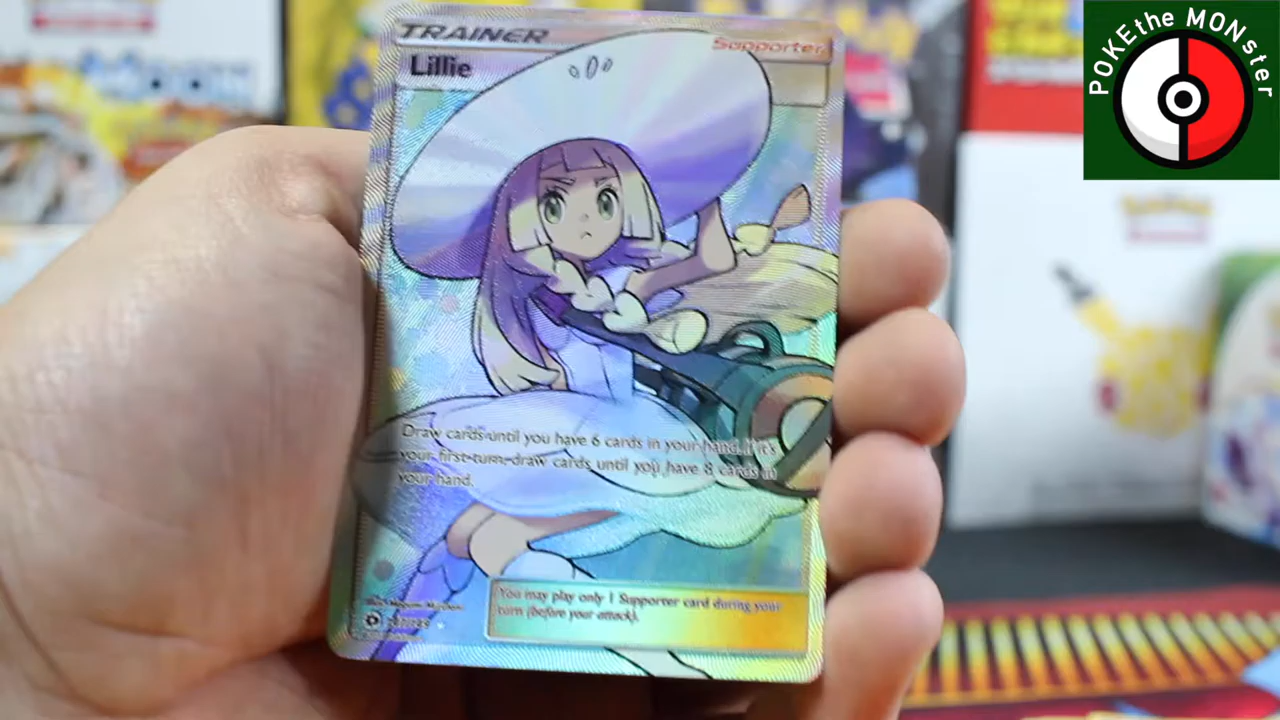 POKEthe MONster
TRAINER
Supporter
Lillie
Draw cards until you have 6 cards in your hand. If it's
your first turn, draw cards until you have 8 cards in
your hand.
You may play only 1 Supporter card during your
turn (before your attack).